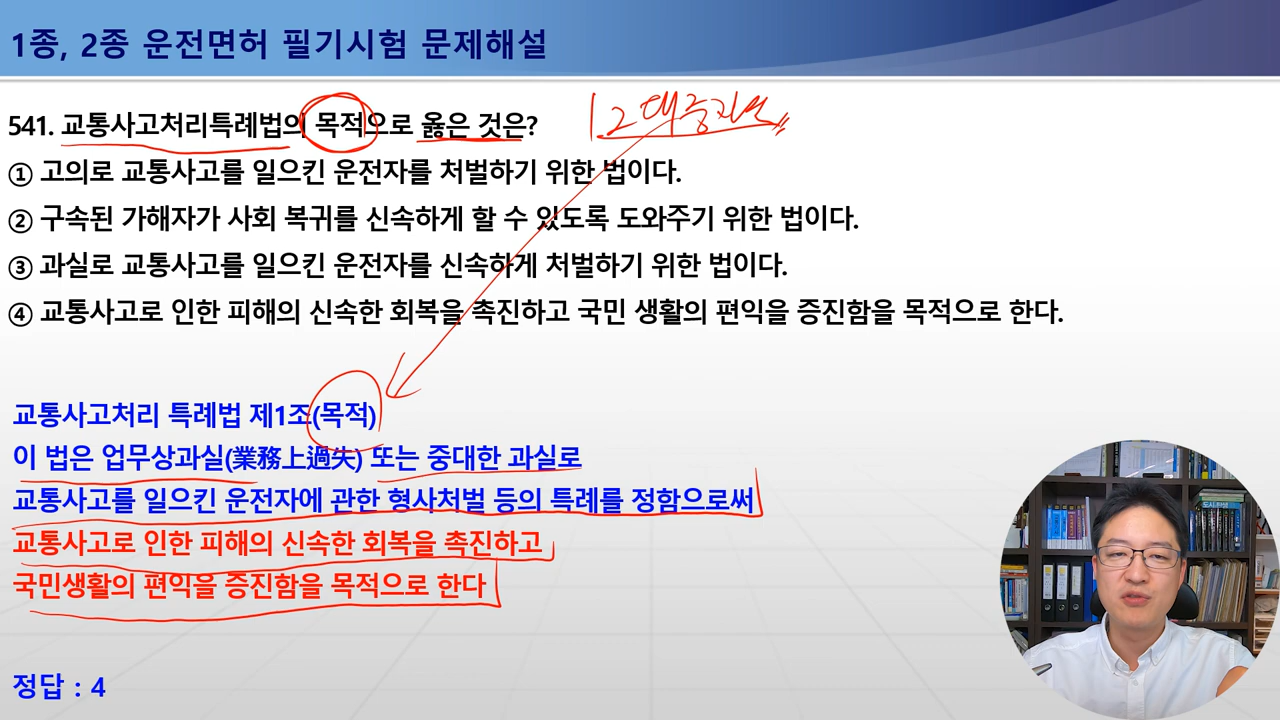 1종, 2종 운전면허 필기시험 문제해설
541. 교통사고처리특례법의 목적으로 옳은 것은?
12대중과실
① 고의로 교통사고를 일으킨 운전자를 처벌하기 위한 법이다.
② 구속된 가해자가 사회 복귀를 신속하게 할 수 있도록 도와주기 위한 법이다.
③ 과실로 교통사고를 일으킨 운전자를 신속하게 처벌하기 위한 법이다.
④ 교통사고로 인한 피해의 신속한 회복을 촉진하고 국민 생활의 편익을 증진함을 목적으로 한다.
교통사고처리 특례법 제1조(목적)
이 법은 업무상과실(業務上過失) 또는 중대한 과실로
교통사고를 일으킨 운전자에 관한 형사처벌 등의 특례를 정함으로써
교통사고로 인한 피해의 신속한 회복을 촉진하고
국민생활의 편익을 증진함을 목적으로 한다
정답 : 4